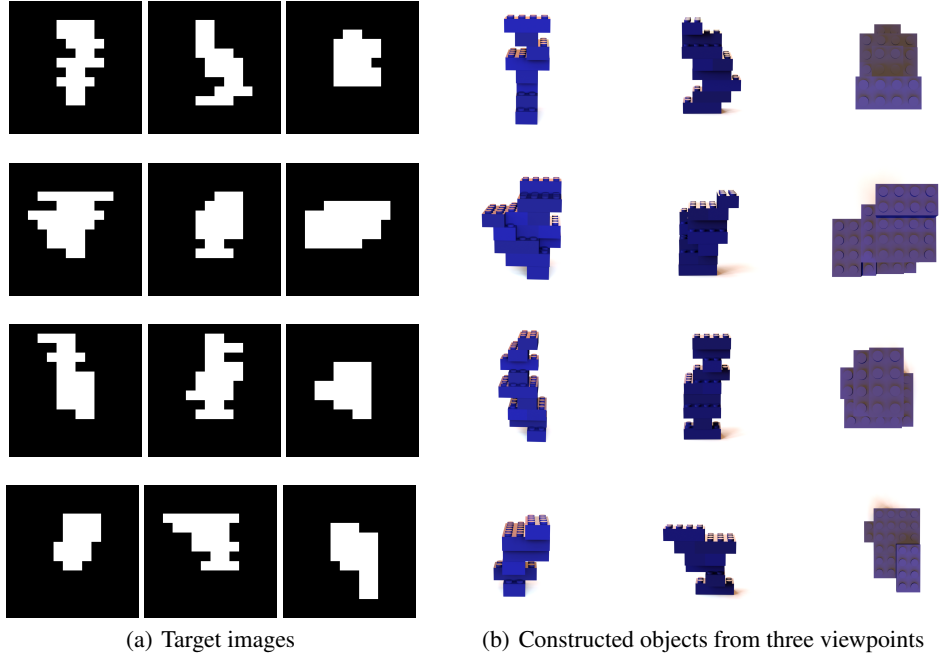 (a) Target images
(b) Constructed objects from three viewpoints